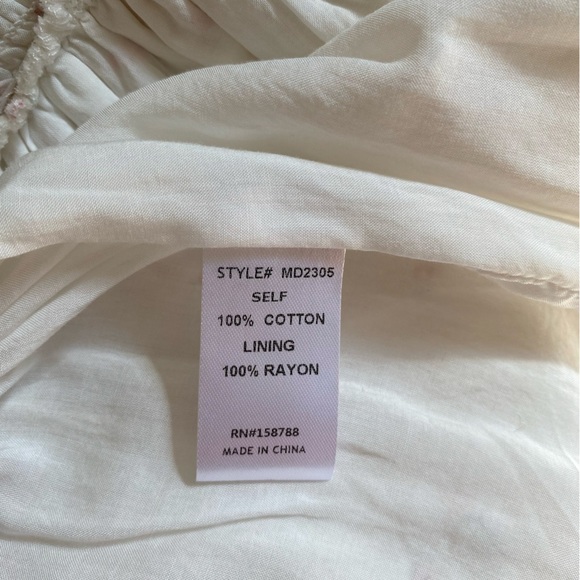 STYLE# MD2305
SELF
100% COTTON
LINING
100% RAYON
RN#158788
MADE IN CHINA